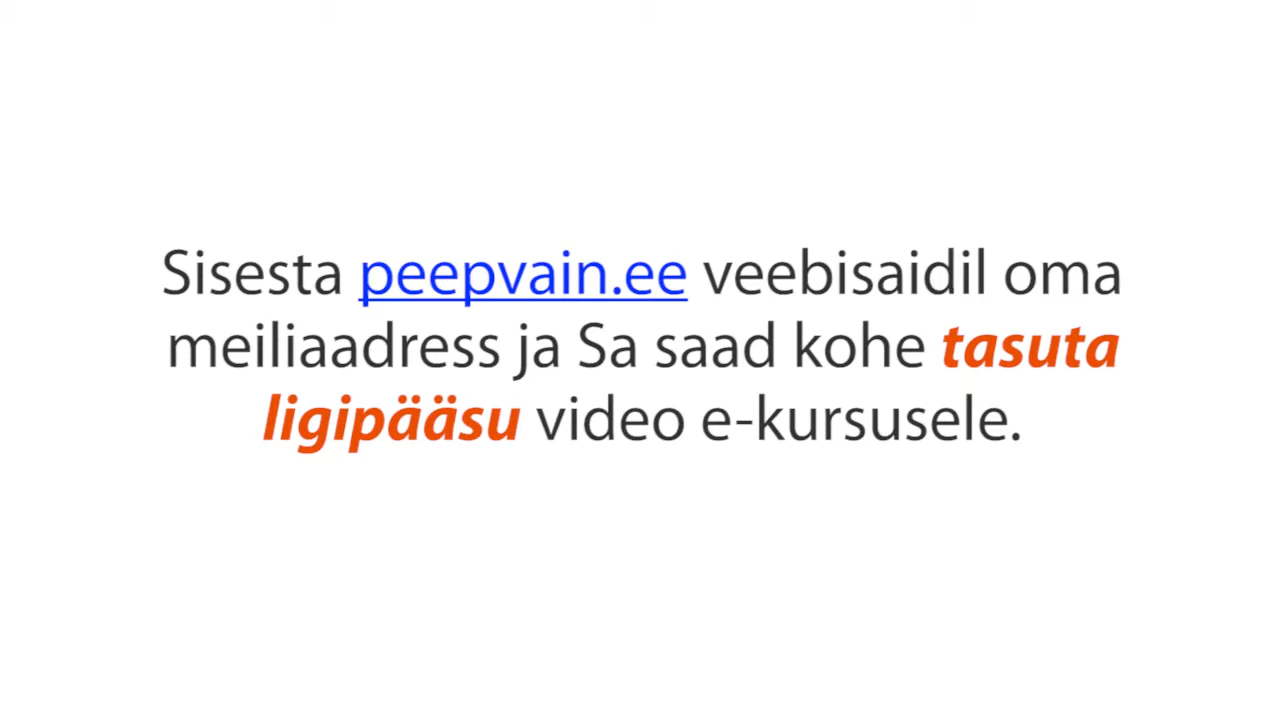 Sisesta peepvain.ee veebisaidil oma
meiliaadress ja Sa saad kohe tasuta
ligipääsu video e-kursusele.